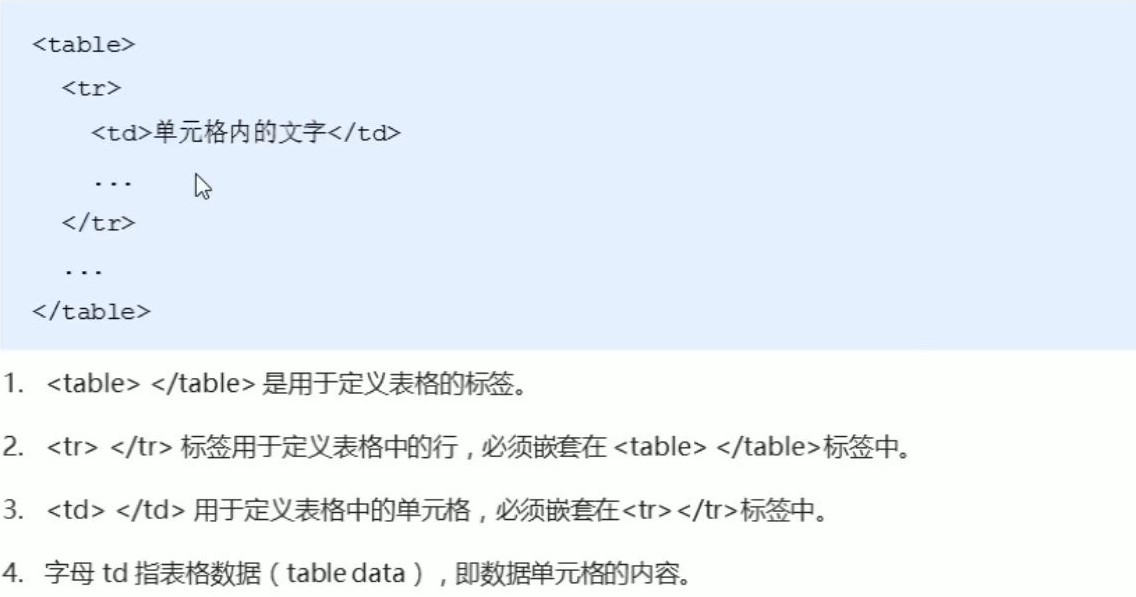 <table>
<tr>
<td>单元格内的文字</td>
...
</tr>
...
</table>
1. <table> </table> 是用于定义表格的标签。
2. <tr> </tr> 标签用于定义表格中的行，必须嵌套在 <table> </table>标签中。
3. <td> </td> 用于定义表格中的单元格，必须嵌套在<tr></tr>标签中。
4. 字母 td 指表格数据（table data），即数据单元格的内容。